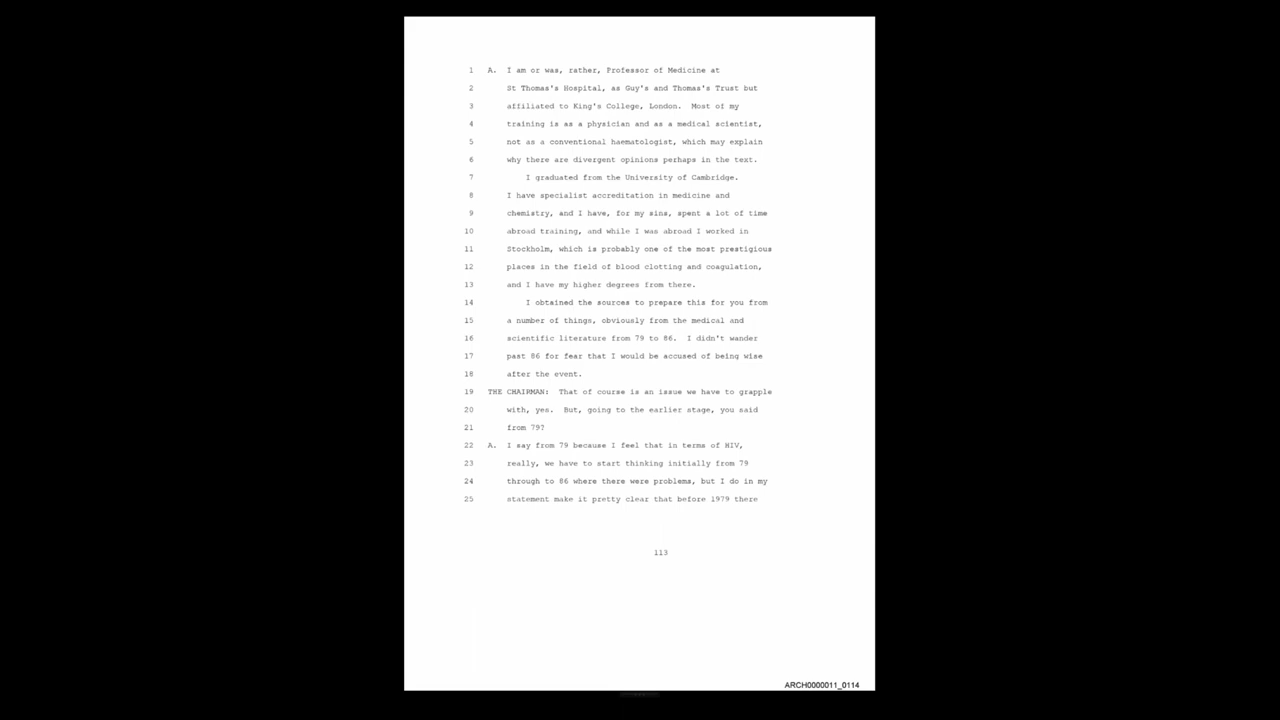 1 A. I am or was, rather, Professor of Medicine at
2 St Thomas's Hospital, as Guy's and Thomas's Trust but
3 affiliated to King's College, London. Most of my
4 training is as a physician and as a medical scientist,
5 not as a conventional haematologist, which may explain
6 why there are divergent opinions perhaps in the text.
7 I graduated from the University of Cambridge.
8 I have specialist accreditation in medicine and
9 chemistry, and I have, for my sins, spent a lot of time
10 abroad training, and while I was abroad I worked in
11 Stockholm, which is probably one of the most prestigious
12 places in the field of blood clotting and coagulation,
13 and I have my higher degrees from there.
14 I obtained the sources to prepare this for you from
15 a number of things, obviously from the medical and
16 scientific literature from 79 to 86. I didn't wander
17 past 86 for fear that I would be accused of being wise
18 after the event.
19 THE CHAIRMAN: That of course is an issue we have to grapple
20 with, yes. But, going to the earlier stage, you said
21 from 79?
22 A. I say from 79 because I feel that in terms of HIV,
23 really, we have to start thinking initially from 79
24 through to 86 where there were problems, but I do in my
25 statement make it pretty clear that before 1979 there
113
ARCH0000011_0114